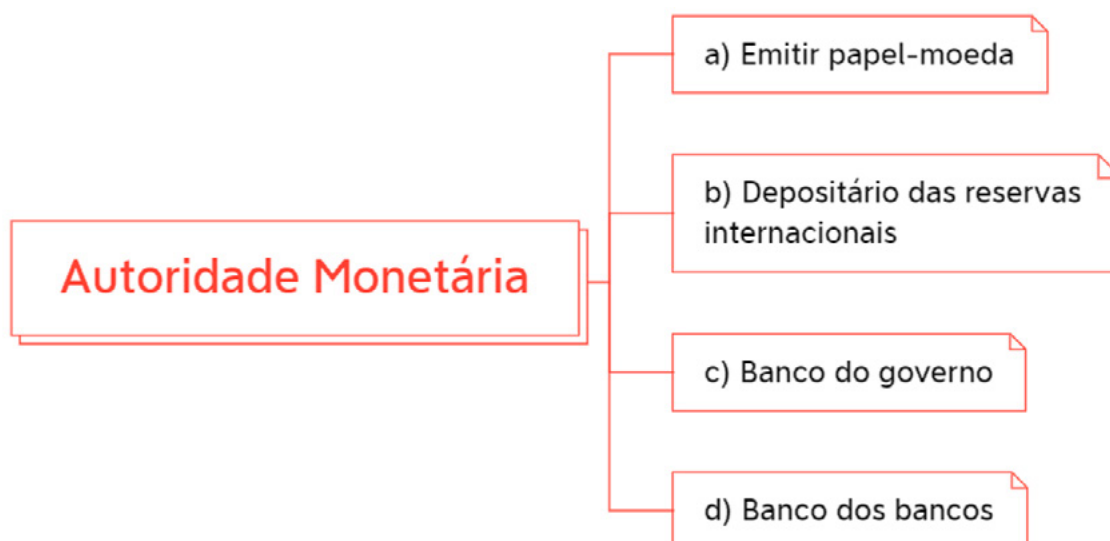 Autoridade Monetária
a) Emitir papel-moeda
b) Depositário das reservas
internacionais
c) Banco do governo
d) Banco dos bancos